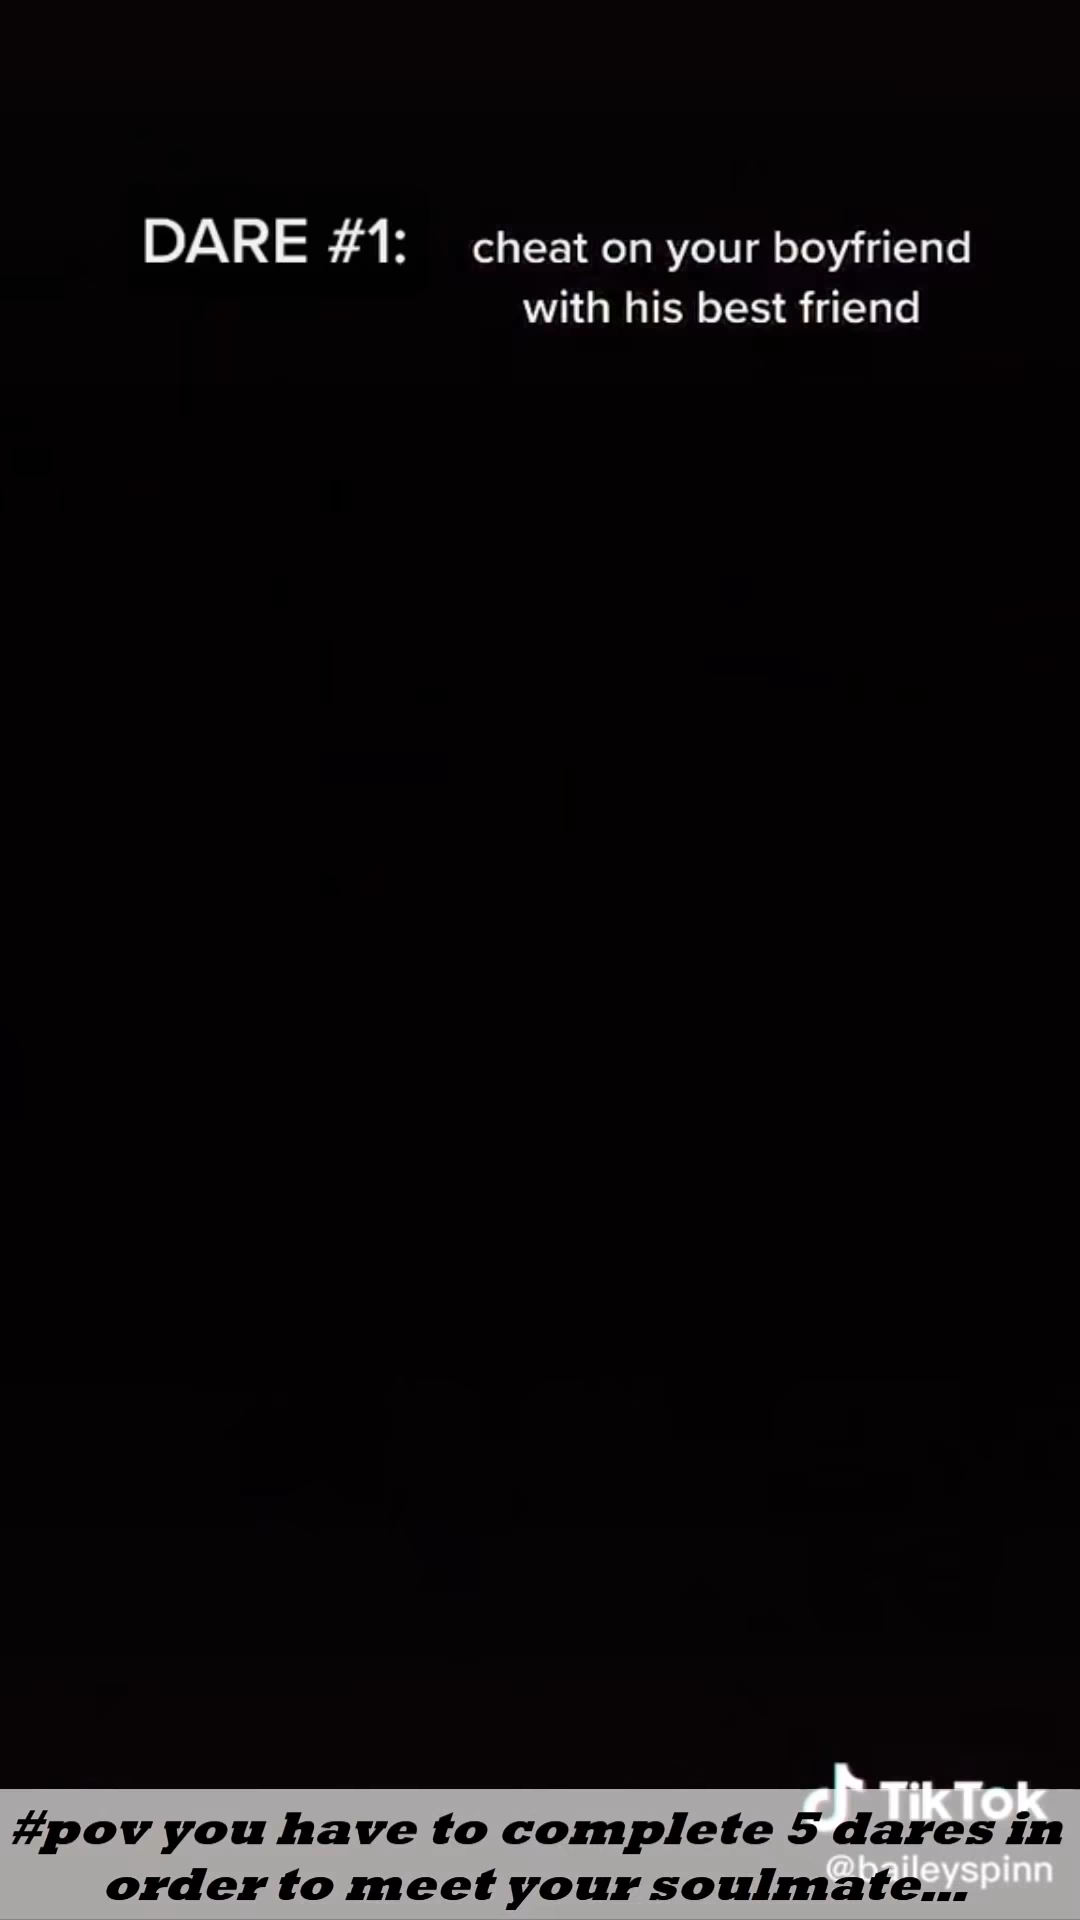 DARE #1:
cheat on your boyfriend
with his best friend
TikTok
#pov you have to complete 5 dares in
@baileyspinn
order to meet your soulmate...